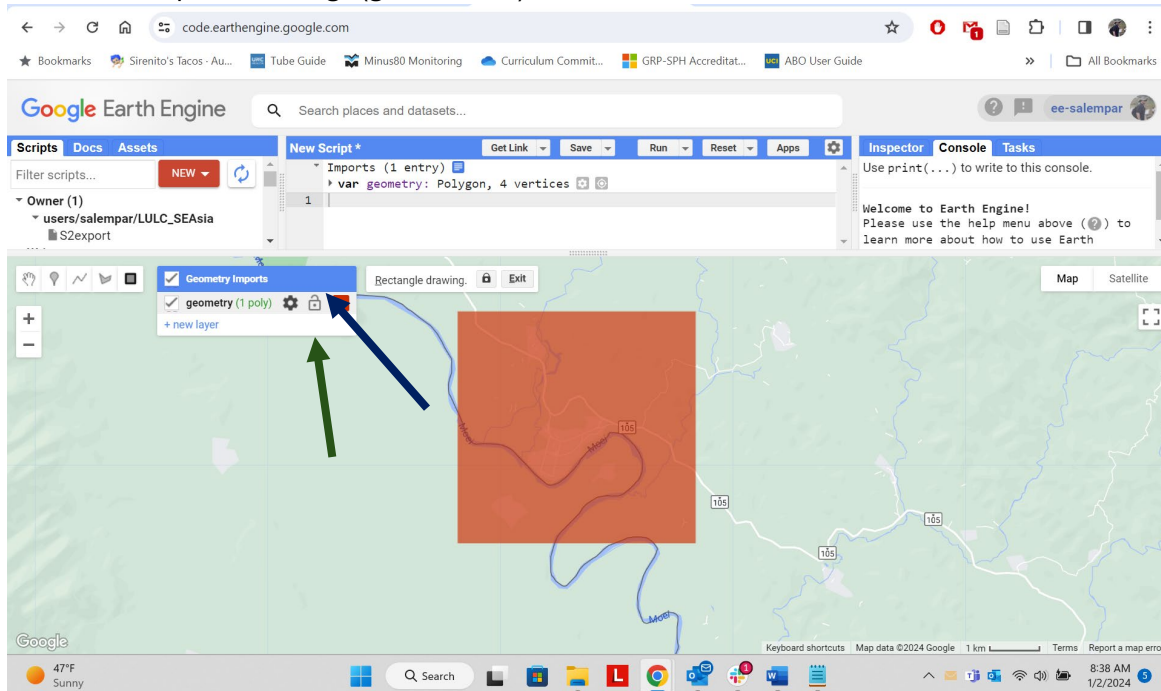 code.earthengine.google.com
Bookmarks Sirenito's Tacos - Au... Tube Guide Minus80 Monitoring Curriculum Commit... GRP-SPH Accreditat... UCI ABO User Guide » All Bookmarks
Google Earth Engine Search places and datasets... ee-salempar
Scripts Docs Assets New Script * Get Link Save Run Reset Apps Inspector Console Tasks
Filter scripts... NEW Imports (1 entry) Use print(...) to write to this console.
var geometry: Polygon, 4 vertices
Owner (1) 1 Welcome to Earth Engine!
users/salempar/LULC_SEAsia Please use the help menu above (?) to
S2export learn more about how to use Earth
Geometry Imports Rectangle drawing. Exit Map Satellite
geometry (1 poly)
+ new layer
+
−
105
Moei
Moei
105
105
105
Moei
Google Keyboard shortcuts Map data ©2024 Google 1 km Terms Report a map erro
47°F Search 8:38 AM
Sunny 1/2/2024 5